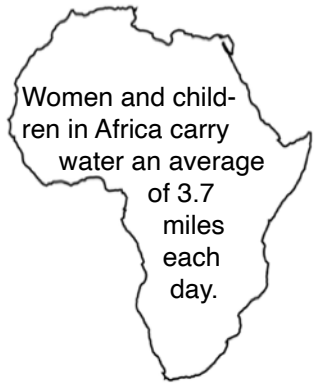 Women and child-
ren in Africa carry
water an average
of 3.7
miles
each
day.